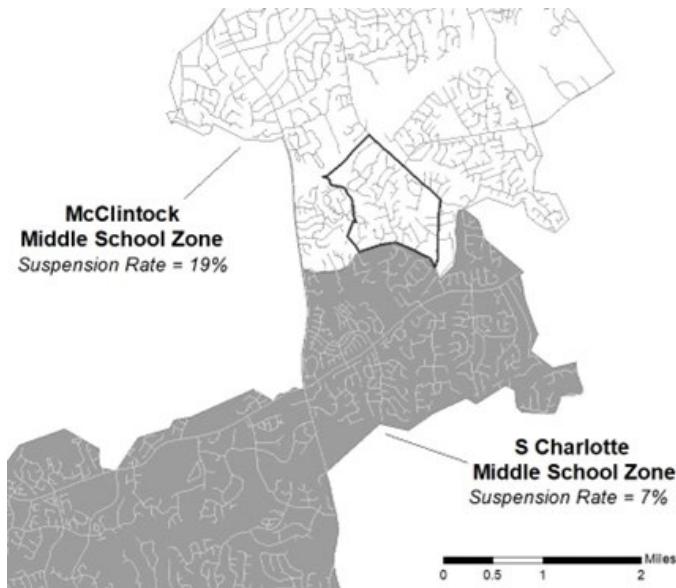 McClintock
Middle School Zone
Suspension Rate = 19%
S Charlotte
Middle School Zone
Suspension Rate = 7%
Miles
0 0.5 1 2